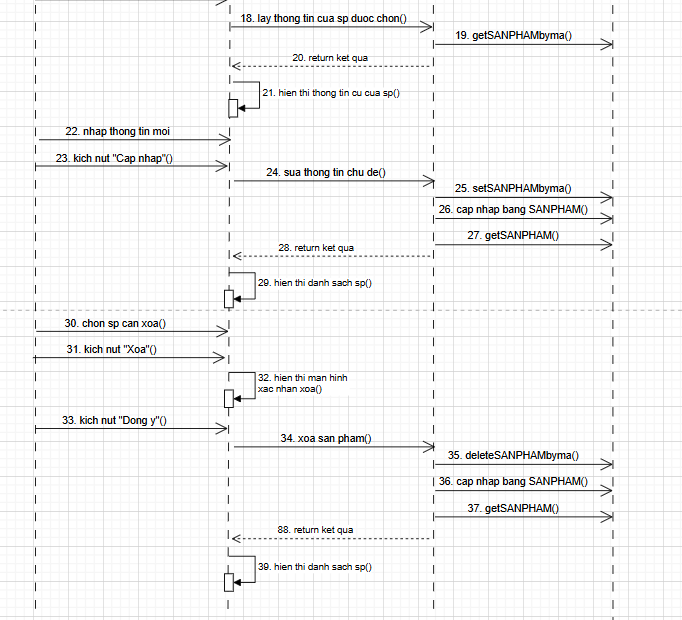 18. lay thong tin cua sp duoc chon()
19. getSANPHAMbyma()
20. return ket qua
21. hien thi thong tin cu cua sp()
22. nhap thong tin moi
23. kich nut "Cap nhap"()
24. sua thong tin chu de()
25. setSANPHAMbyma()
26. cap nhap bang SANPHAM()
27. getSANPHAM()
28. return ket qua
29. hien thi danh sach sp()
30. chon sp can xoa()
31. kich nut "Xoa"()
32. hien thi man hinh
xac nhan xoa()
33. kich nut "Dong y"()
34. xoa san pham()
35. deleteSANPHAMbyma()
36. cap nhap bang SANPHAM()
37. getSANPHAM()
88. return ket qua
39. hien thi danh sach sp()